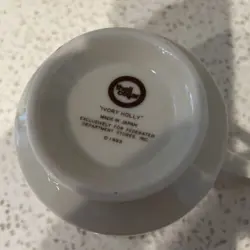 "IVORY HOLLY"
MADE IN JAPAN
EXCLUSIVELY FOR FEDERATED
DEPARTMENT STORES, INC.